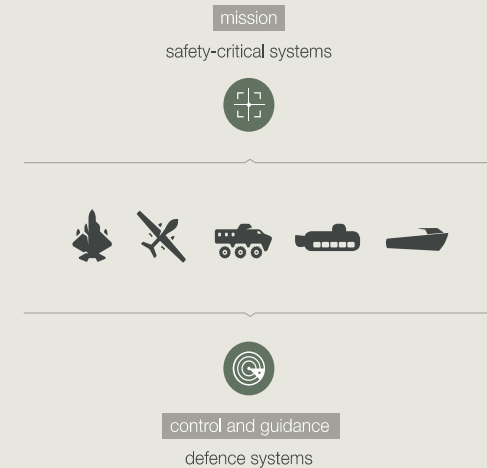 mission
safety-critical systems
control and guidance
defence systems